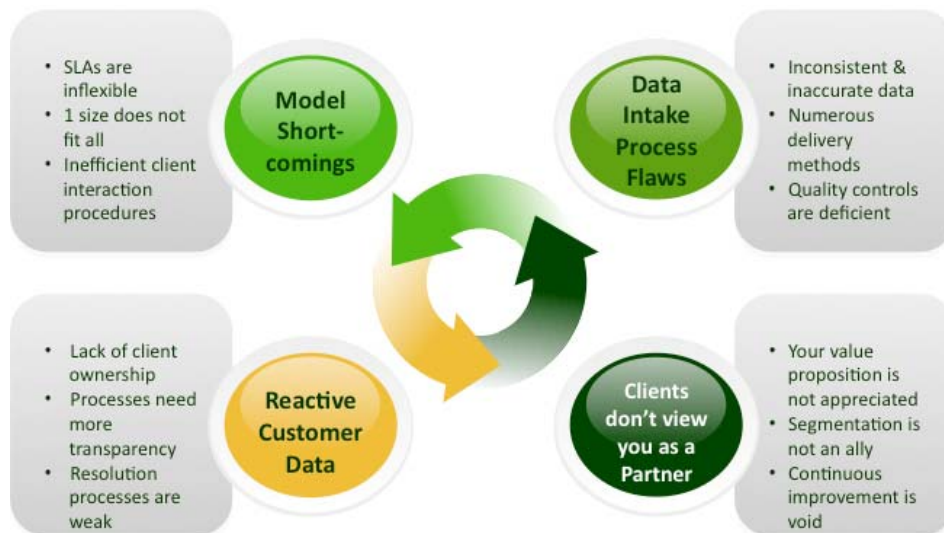 • SLAs are
inflexible
• 1 size does not
fit all
• Inefficient client
interaction
procedures
Model
Short-
comings
Data
Intake
Process
Flaws
• Inconsistent &
inaccurate data
• Numerous
delivery
methods
• Quality controls
are deficient
• Lack of client
ownership
• Processes need
more
transparency
• Resolution
processes are
weak
Reactive
Customer
Data
Clients
don't view
you as a
Partner
• Your value
proposition is
not appreciated
• Segmentation is
not an ally
• Continuous
improvement is
void